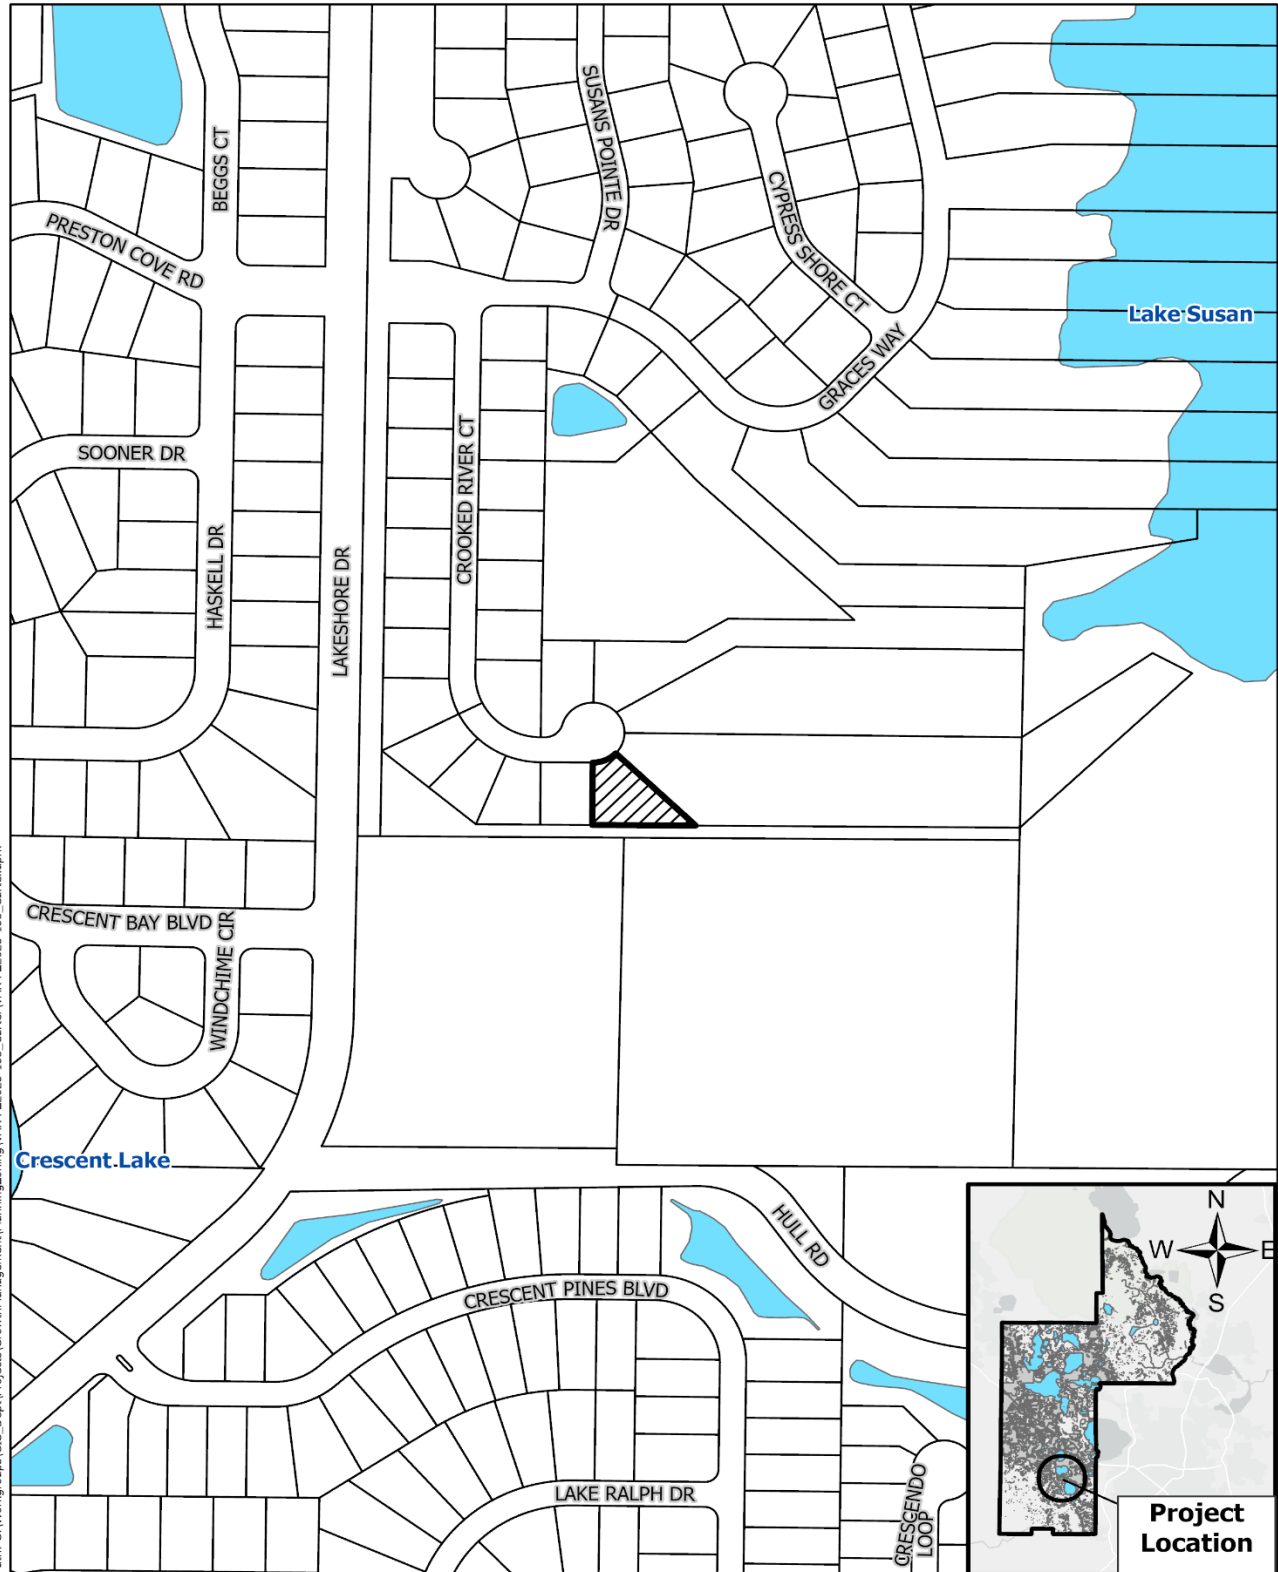 SUSANS POINTE DR
BEGGS CT
CYPRESS SHORE CT
PRESTON COVE RD
Lake Susan
GRACES WAY
CROOKED RIVER CT
SOONER DR
HASKELL DR
LAKESHORE DR
CRESCENT BAY BLVD
WINDCHIME CIR
Crescent Lake
HULL RD
CRESCENT PINES BLVD
LAKE RALPH DR
CRESCENDO
LOOP
N
W
E
S
Project
Location